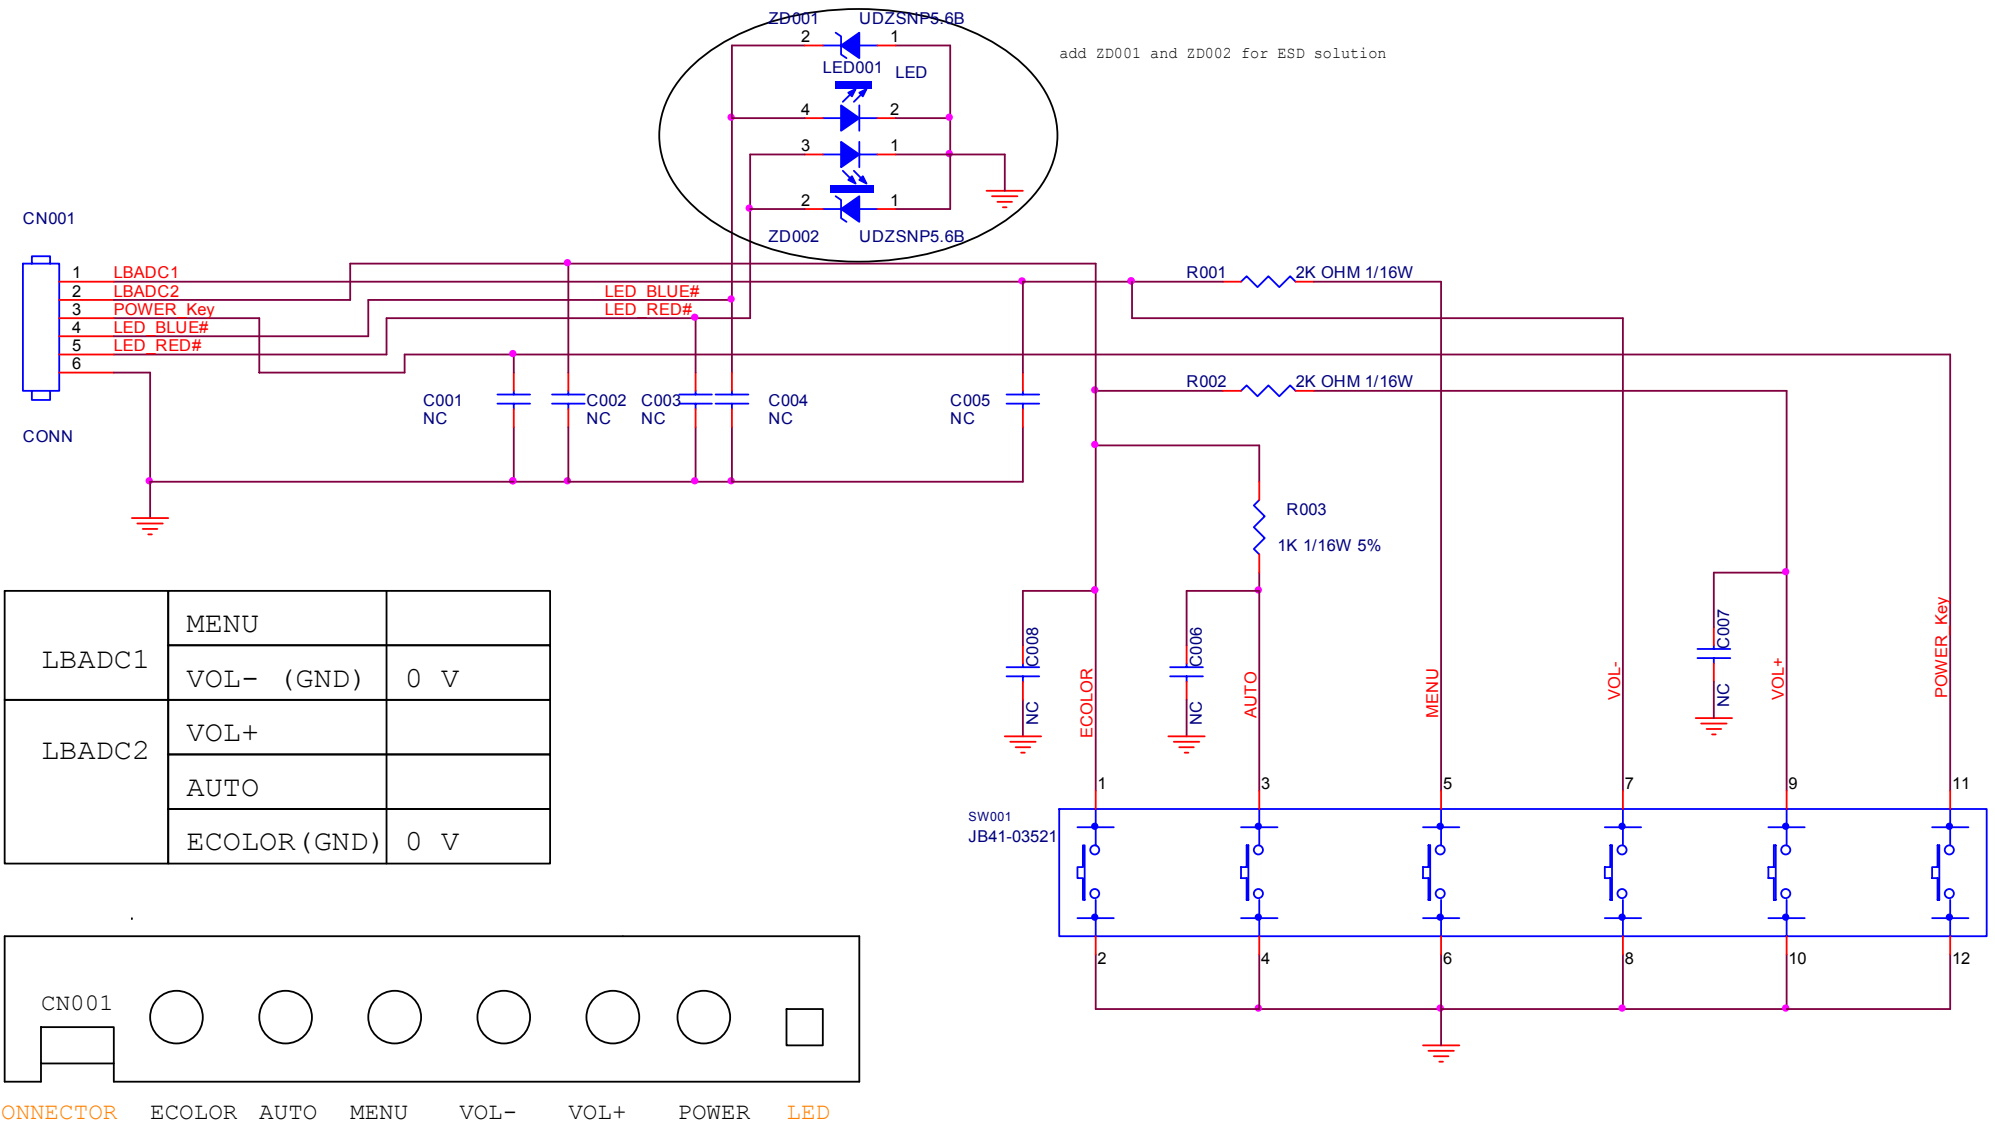 ZD001 UDZSNP5.6B
2 1
add ZD001 and ZD002 for ESD solution
LED001 LED
4 2
3 1
2 1
ZD002 UDZSNP5.6B
CN001
1 LBADC1
2 LBADC2
3 POWER Key
4 LED_BLUE#
5 LED_RED#
6
CONN
LED_BLUE#
LED_RED#
R001 2K OHM 1/16W
R002 2K OHM 1/16W
C001
NC
C002
NC
C003
NC
C004
NC
C005
NC
R003
1K 1/16W 5%
C008
NC
ECOLOR
C006
NC
AUTO
MENU
VOL-
C007
NC
VOL+
POWER Key
LBADC1
MENU
VOL- (GND) 0 V
LBADC2
VOL+
AUTO
ECOLOR(GND) 0 V
1 3 5 7 9 11
SW001
JB41-03521
2 4 6 8 10 12
.
CN001
ONNECTOR ECOLOR AUTO MENU VOL- VOL+ POWER LED